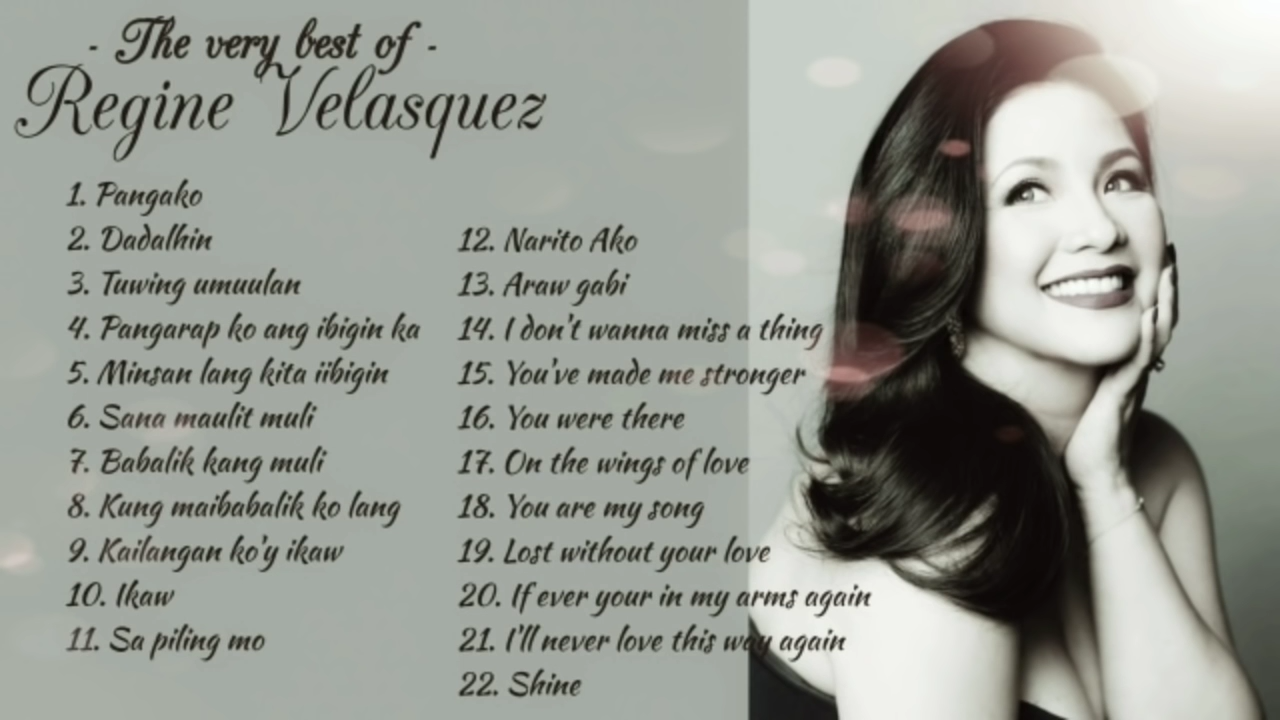 - The very best of -
Regine Velasquez
1. Pangako
2. Dadalhin
3. Tuwing umuulan
4. Pangarap ko ang ibigin ka
5. Minsan lang kita iibigin
6. Sana maulit muli
7. Babalik kang muli
8. Kung maibabalik ko lang
9. Kailangan ko'y ikaw
10. Ikaw
11. Sa piling mo
12. Narito Ako
13. Araw gabi
14. I don't wanna miss a thing
15. You've made me stronger
16. You were there
17. On the wings of love
18. You are my song
19. Lost without your love
20. If ever your in my arms again
21. I'll never love this way again
22. Shine